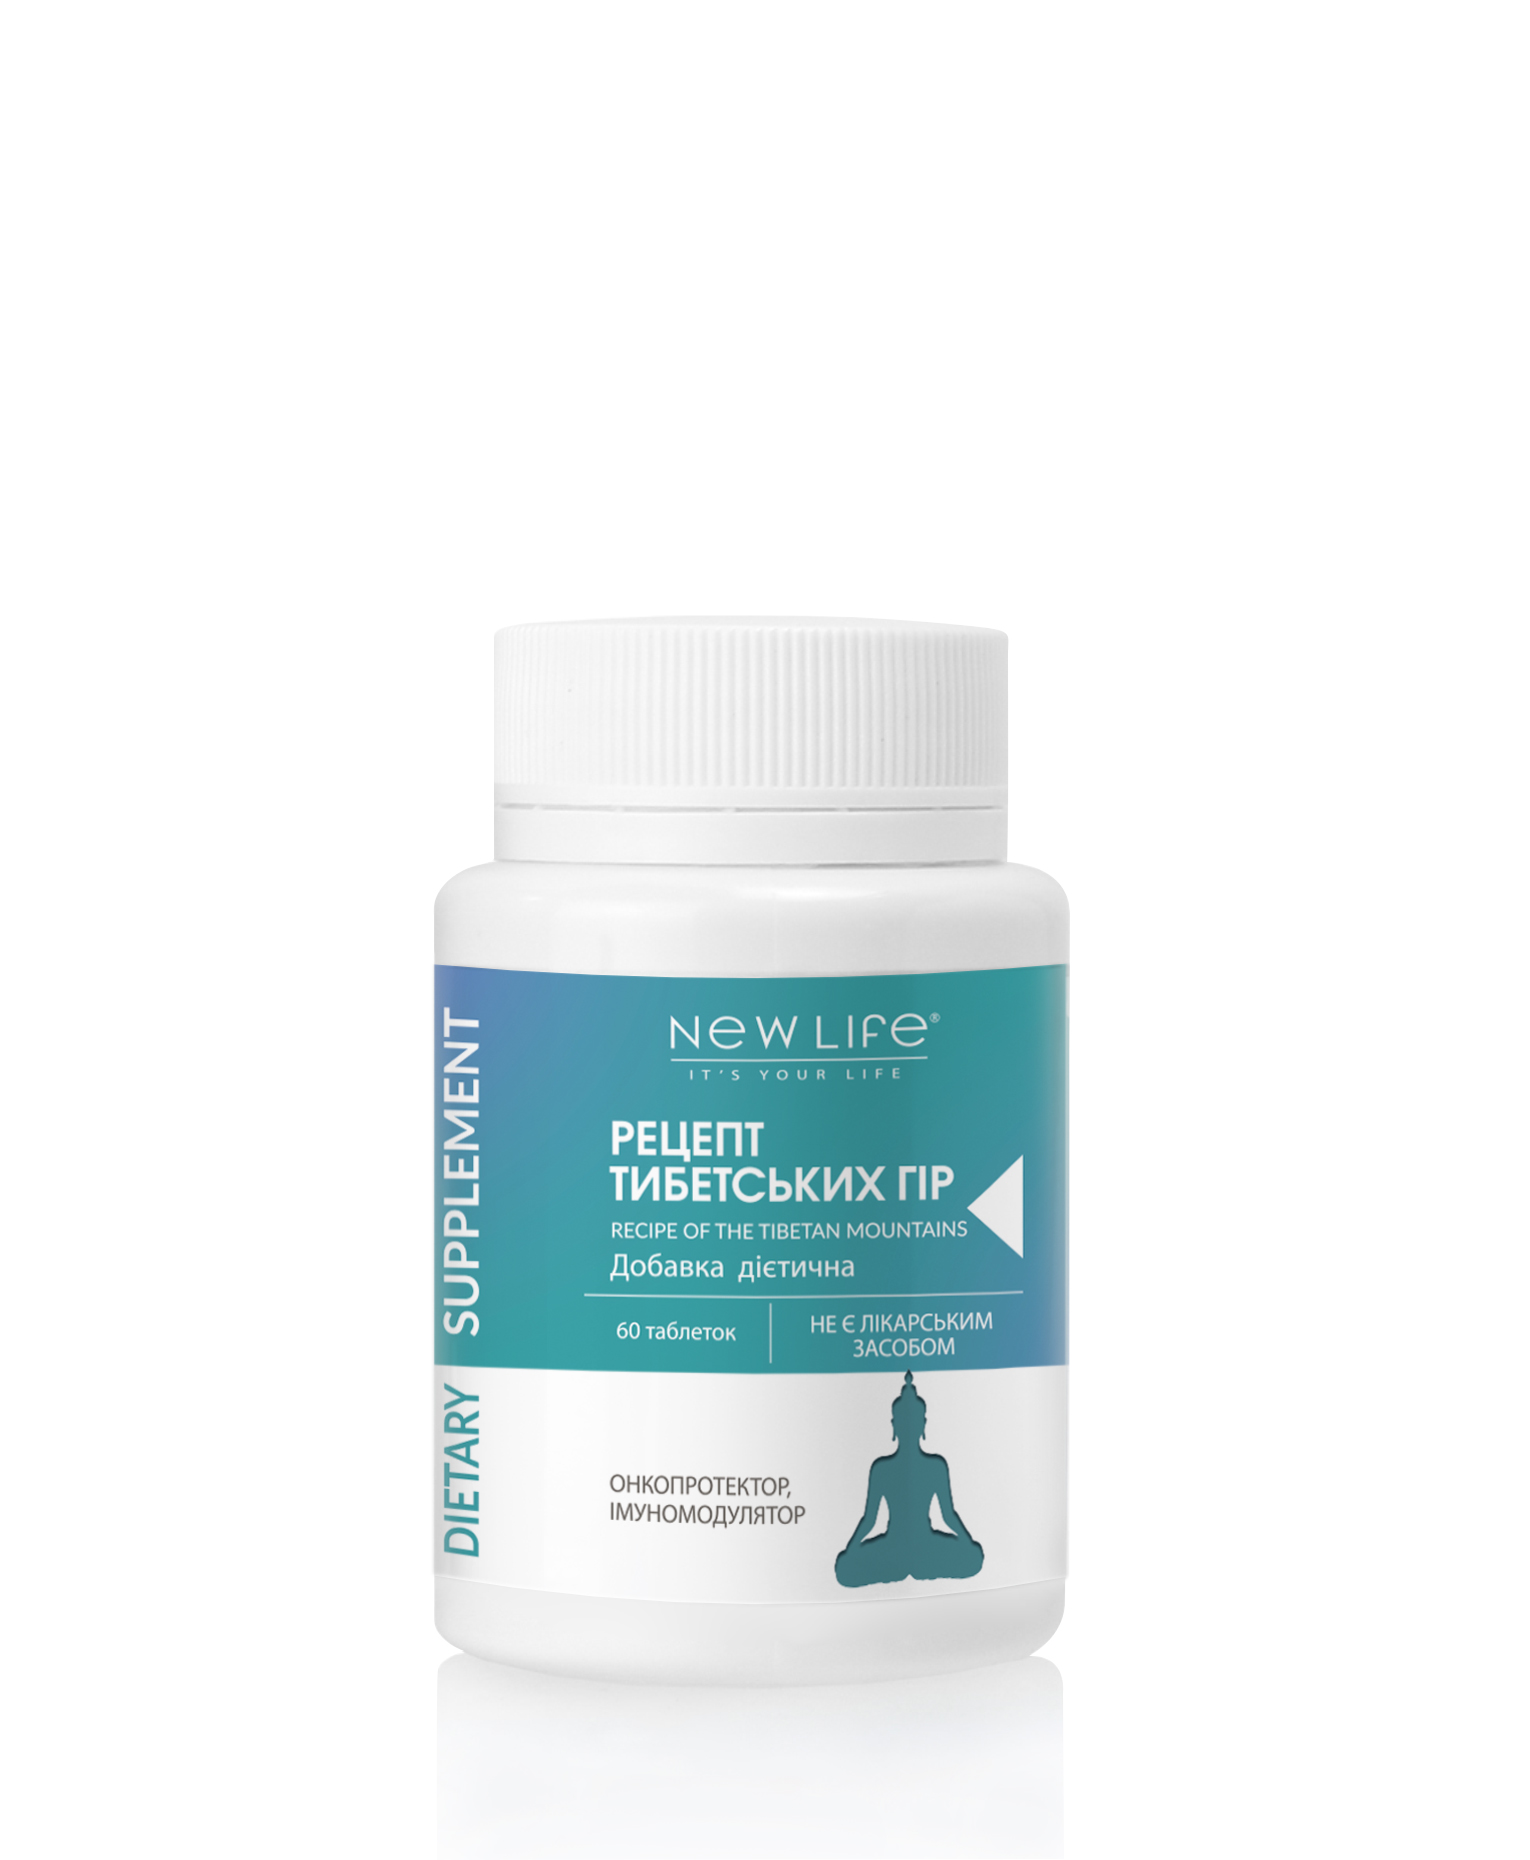 NEW LIFE®
IT'S YOUR LIFE
РЕЦЕПТ
ТИБЕТСЬКИХ ГІР
RECIPE OF THE TIBETAN MOUNTAINS
Добавка дієтична
60 таблеток
НЕ Є ЛІКАРСЬКИМ
ЗАСОБОМ
ОНКОПРОТЕКТОР,
ІМУНОМОДУЛЯТОР
DIETARY SUPPLEMENT